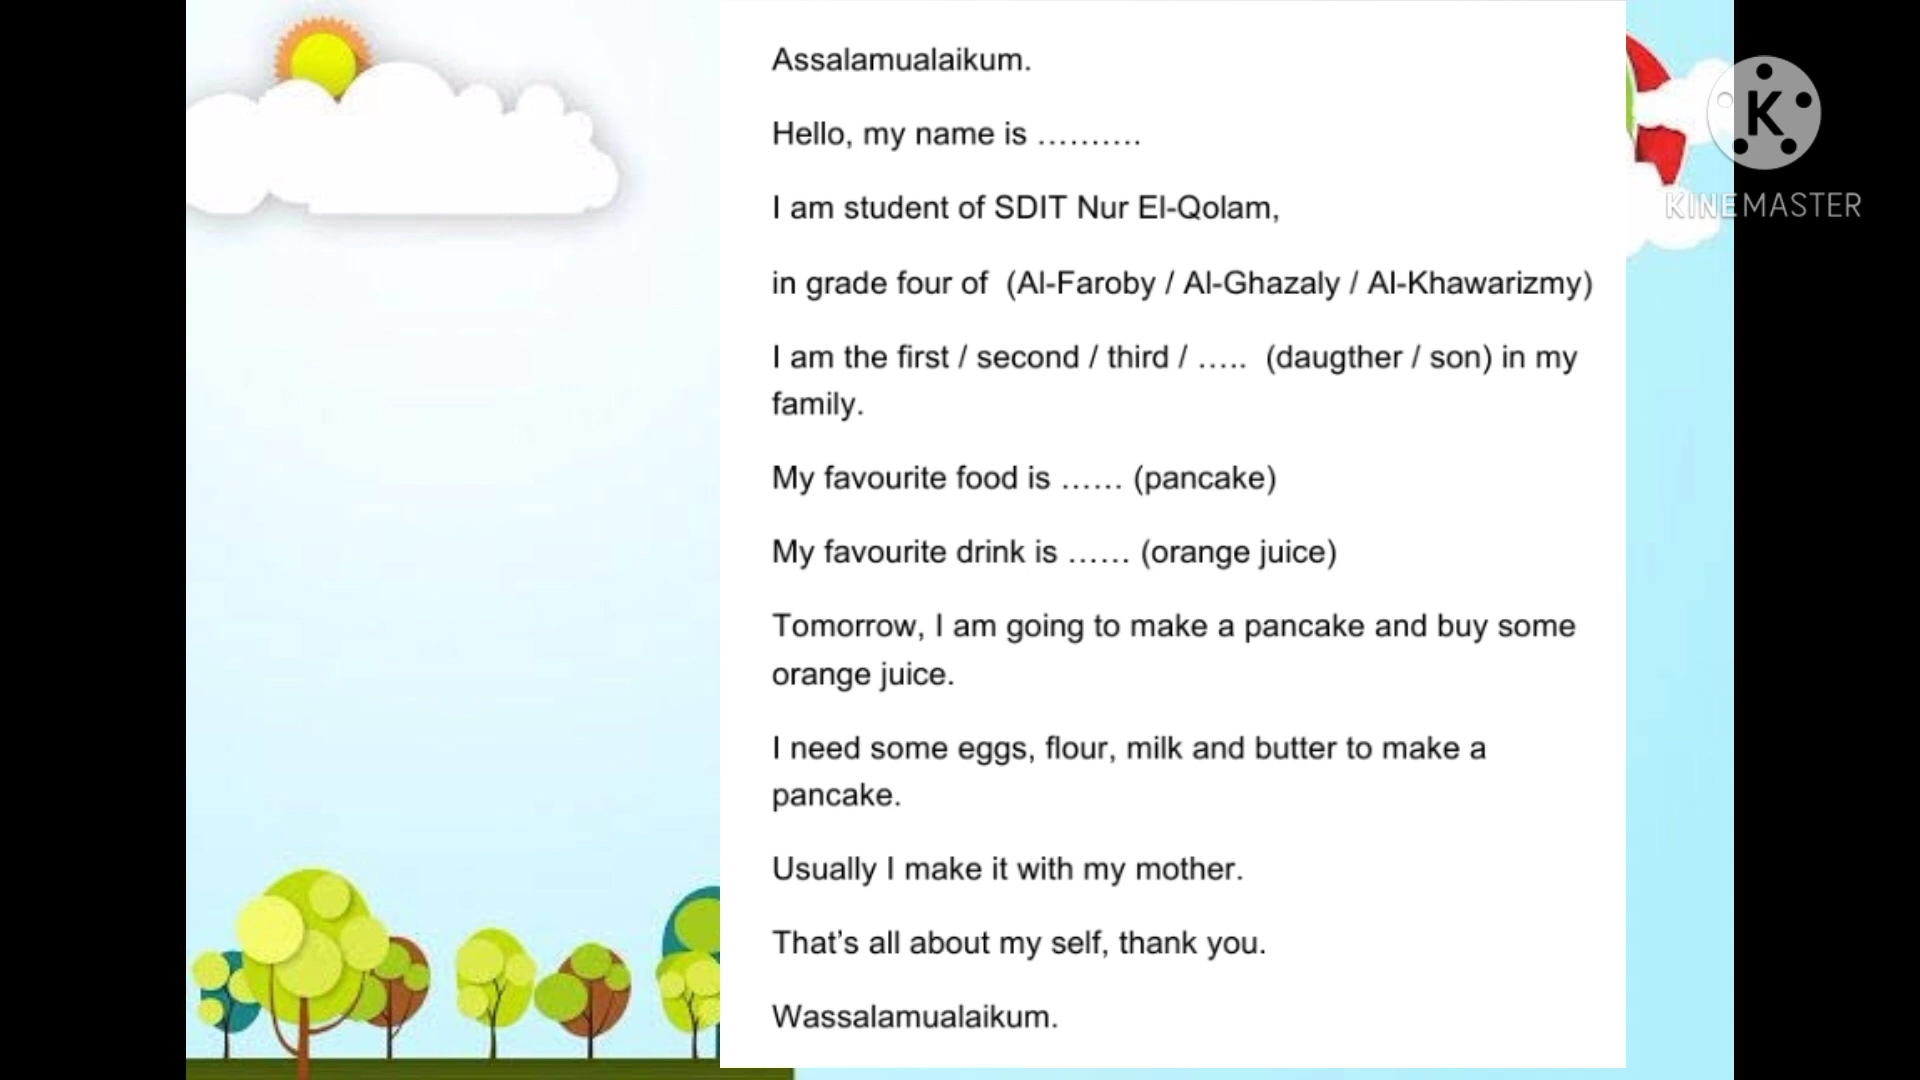 Assalamualaikum.
Hello, my name is ……….
I am student of SDIT Nur El-Qolam,
in grade four of  (Al-Faroby / Al-Ghazaly / Al-Khawarizmy)
I am the first / second / third / …..  (daugther / son) in my
family.
My favourite food is …… (pancake)
My favourite drink is …… (orange juice)
Tomorrow, I am going to make a pancake and buy some
orange juice.
I need some eggs, flour, milk and butter to make a
pancake.
Usually I make it with my mother.
That’s all about my self, thank you.
Wassalamualaikum.
K
KINEMASTER